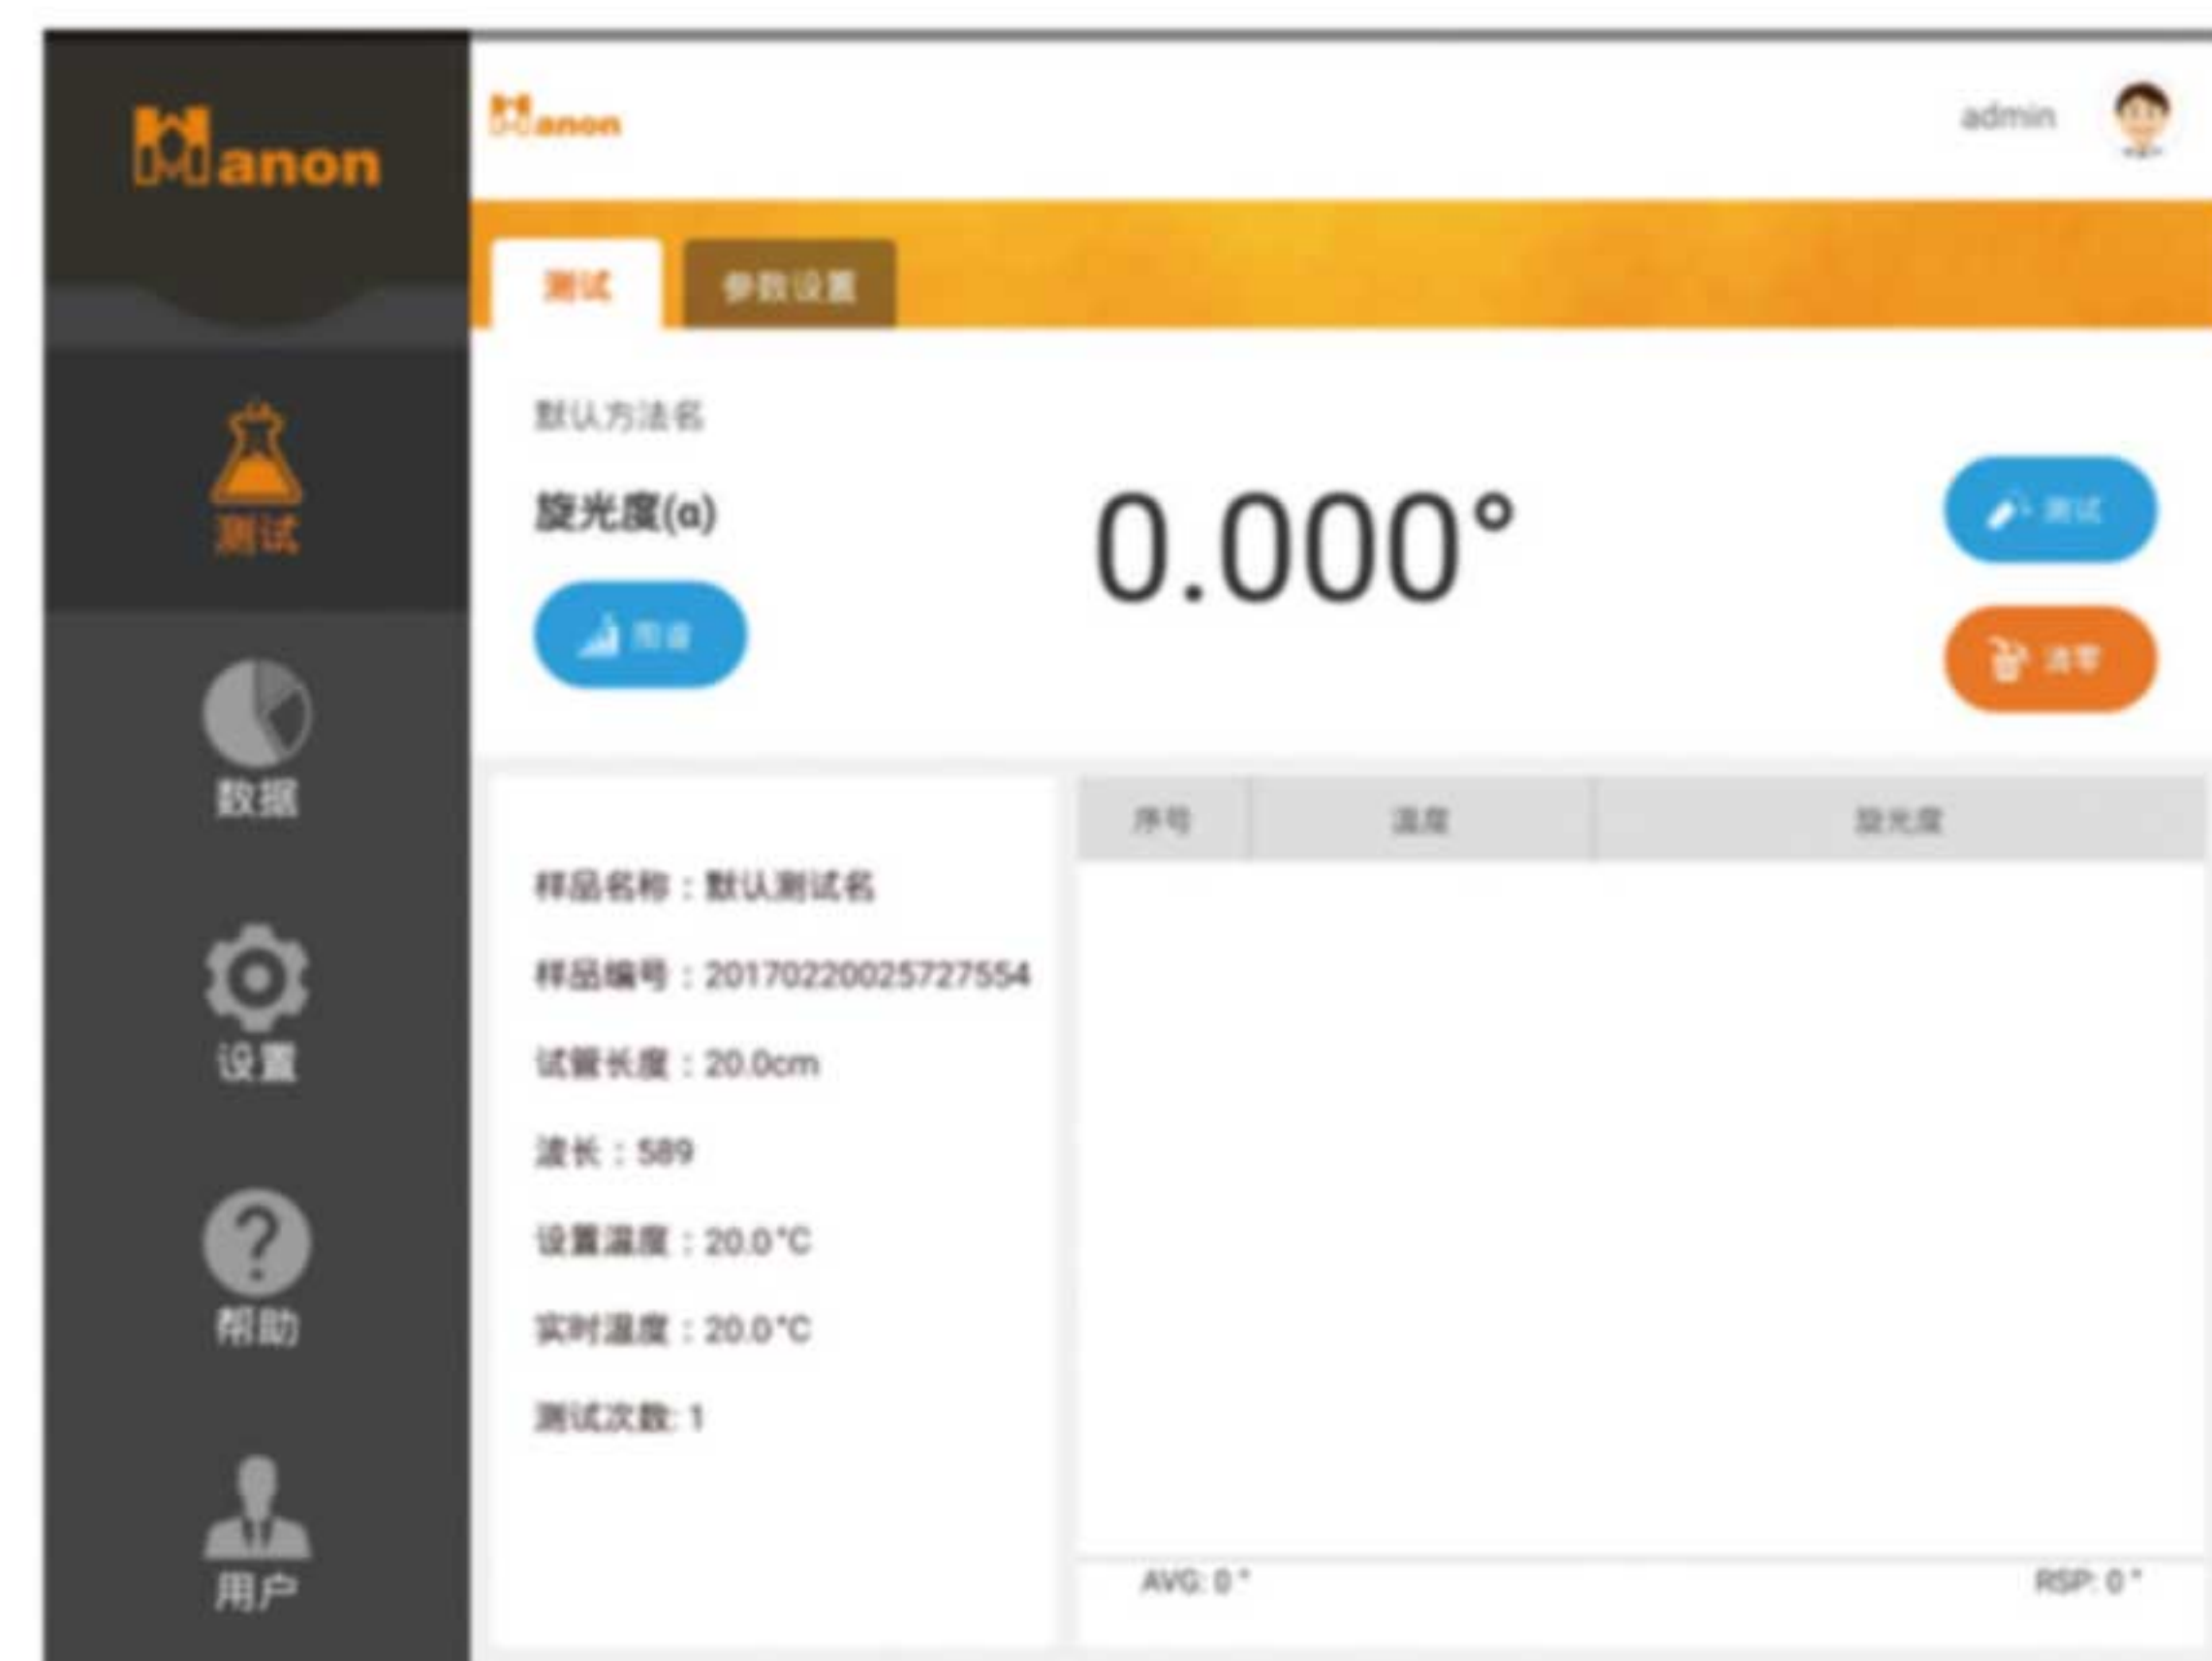 Hanon
Hanon
admin
测试
参数设置
测试
数据
设置
帮助
用户
默认方法名
旋光度(α)
0.000°
图谱
测试
清零
样品名称：默认测试名
样品编号：20170220025727554
试管长度：20.0cm
波长：589
设置温度：20.0°C
实时温度：20.0°C
测试次数: 1
序号 温度 旋光度
AVG: 0 °
RSP: 0 °